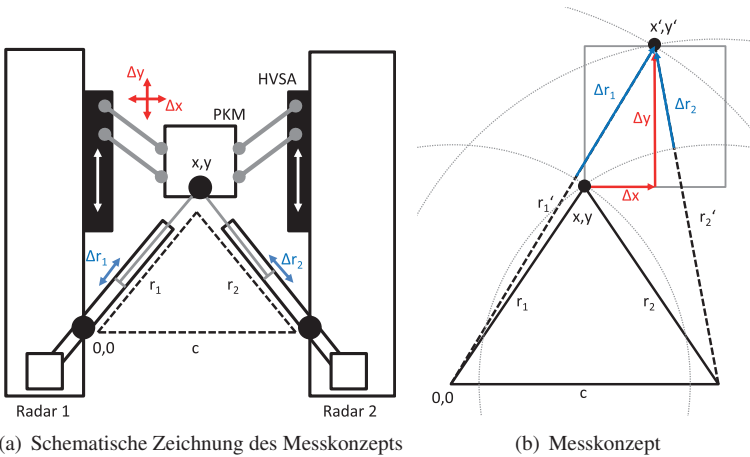 Δy
Δx
HVSA
PKM
x,y
Δr₁
Δr₂
r₁
r₂
0,0
c
Radar 1
Radar 2
(a) Schematische Zeichnung des Messkonzepts
x',y'
Δr₁
Δr₂
Δy
Δx
r₁'
x,y
r₂'
r₁
r₂
0,0
c
(b) Messkonzept